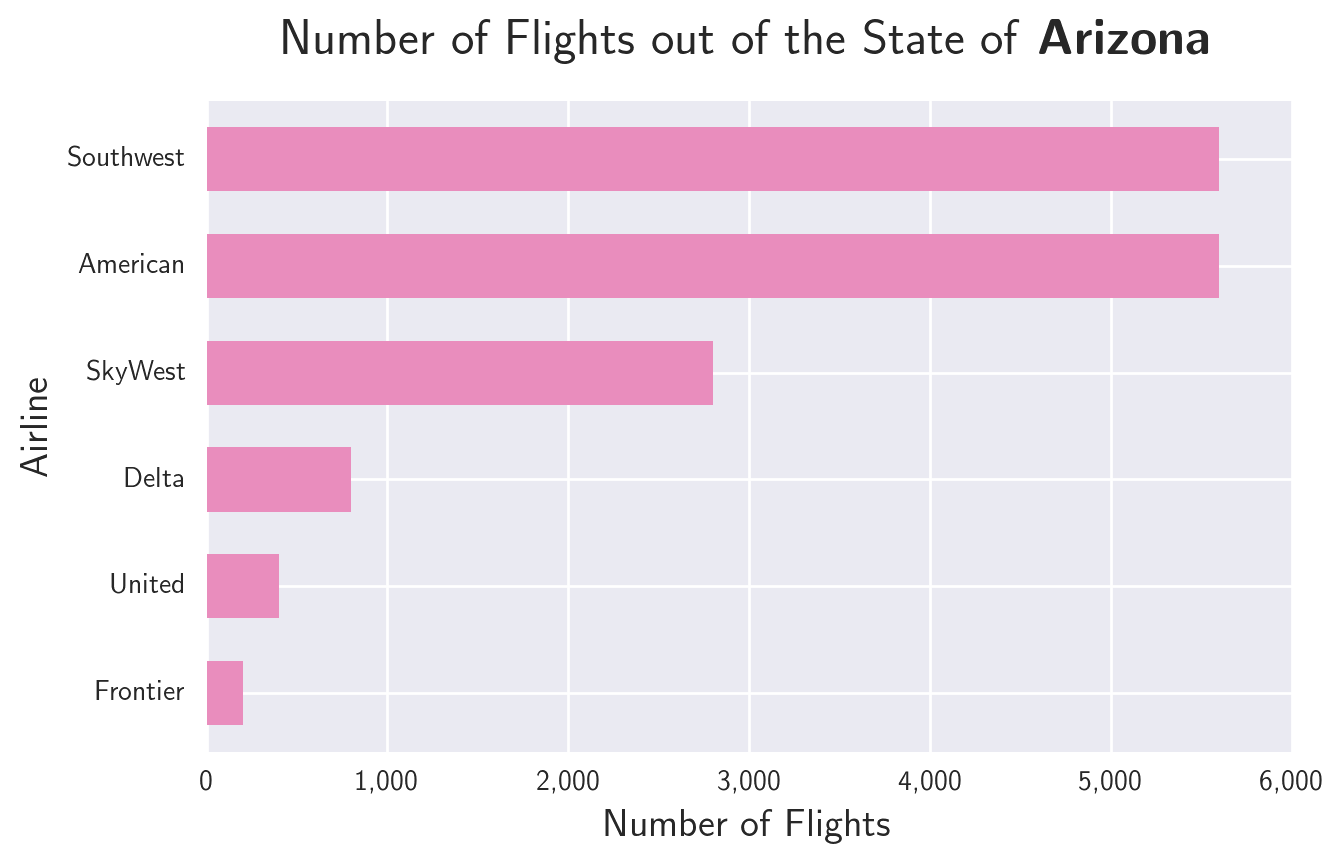 Number of Flights out of the State of Arizona
Southwest
American
SkyWest
Delta
United
Frontier
Airline
0 1,000 2,000 3,000 4,000 5,000 6,000
Number of Flights